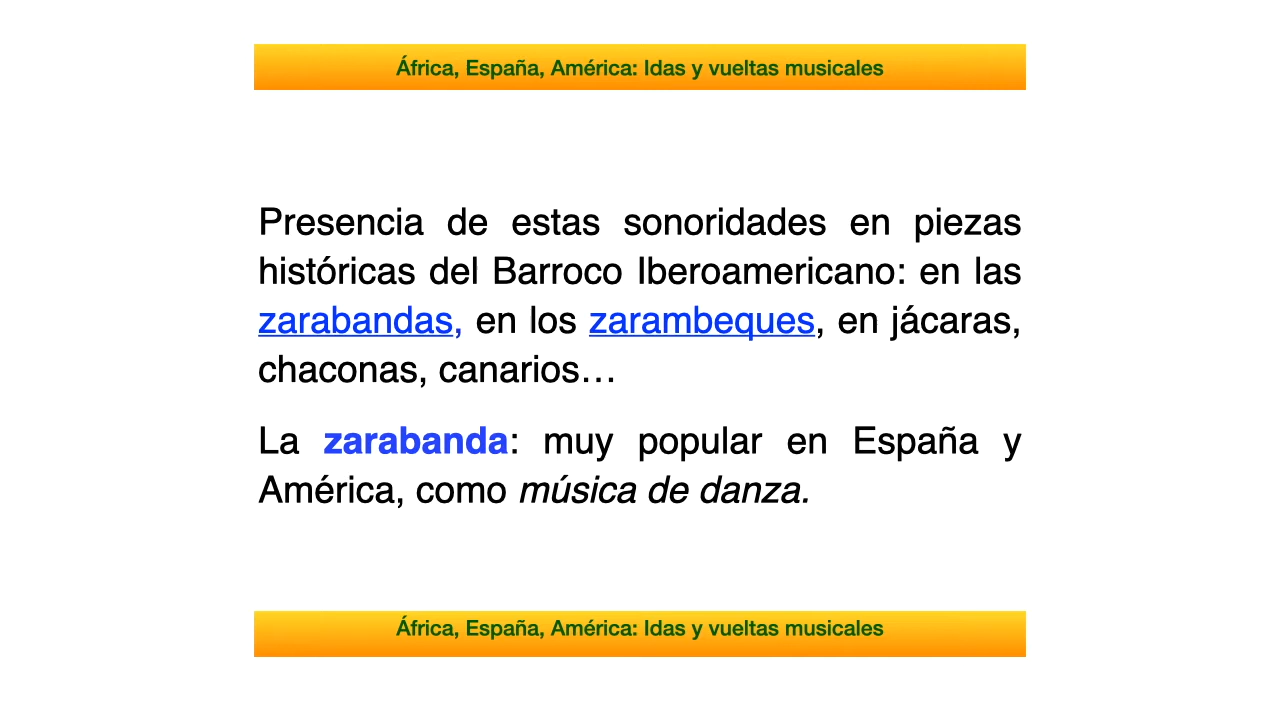 África, España, América: Idas y vueltas musicales
Presencia de estas sonoridades en piezas
históricas del Barroco Iberoamericano: en las
zarabandas, en los zarambeques, en jácaras,
chaconas, canarios…
La zarabanda: muy popular en España y
América, como música de danza.
África, España, América: Idas y vueltas musicales